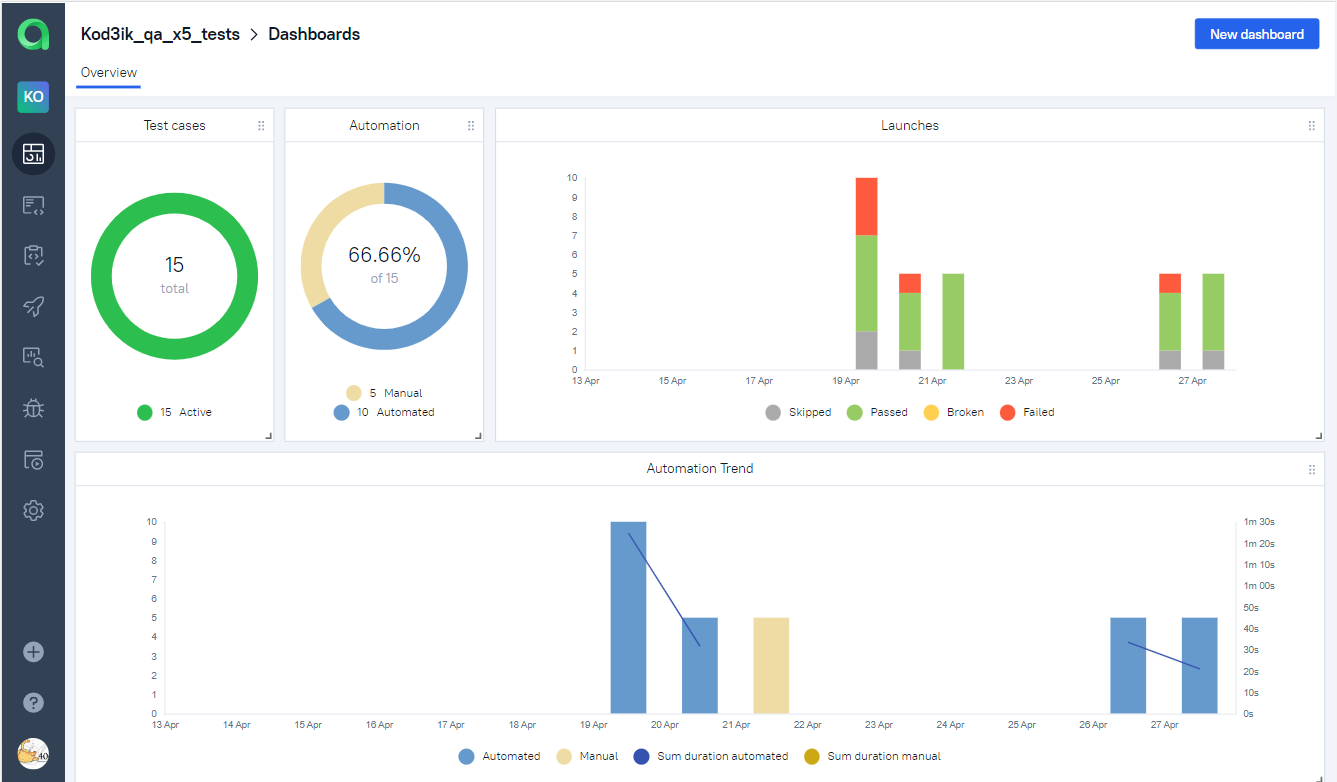 Kod3ik_qa_x5_tests > Dashboards
New dashboard
Overview
KO
Test cases
15
total
15 Active
Automation
66.66%
of 15
5 Manual
10 Automated
Launches
10
9
8
7
6
5
4
3
2
1
0
13 Apr 15 Apr 17 Apr 19 Apr 21 Apr 23 Apr 25 Apr 27 Apr
Skipped Passed Broken Failed
Automation Trend
10
9
8
7
6
5
4
3
2
1
0
1m 30s
1m 20s
1m 10s
1m 00s
50s
40s
30s
20s
10s
0s
13 Apr 14 Apr 15 Apr 16 Apr 17 Apr 18 Apr 19 Apr 20 Apr 21 Apr 22 Apr 23 Apr 24 Apr 25 Apr 26 Apr 27 Apr
Automated Manual Sum duration automated Sum duration manual